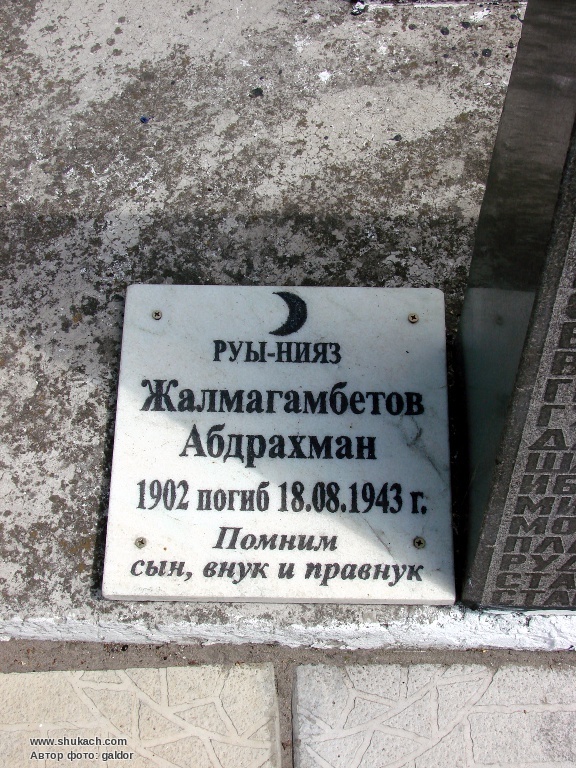 РУЫ-НИЯЗ
Жалмагамбетов
Абдрахман
1902 погиб 18.08.1943 г.
Помним
сын, внук и правнук
www.shukach.com
Автор фото: galdor